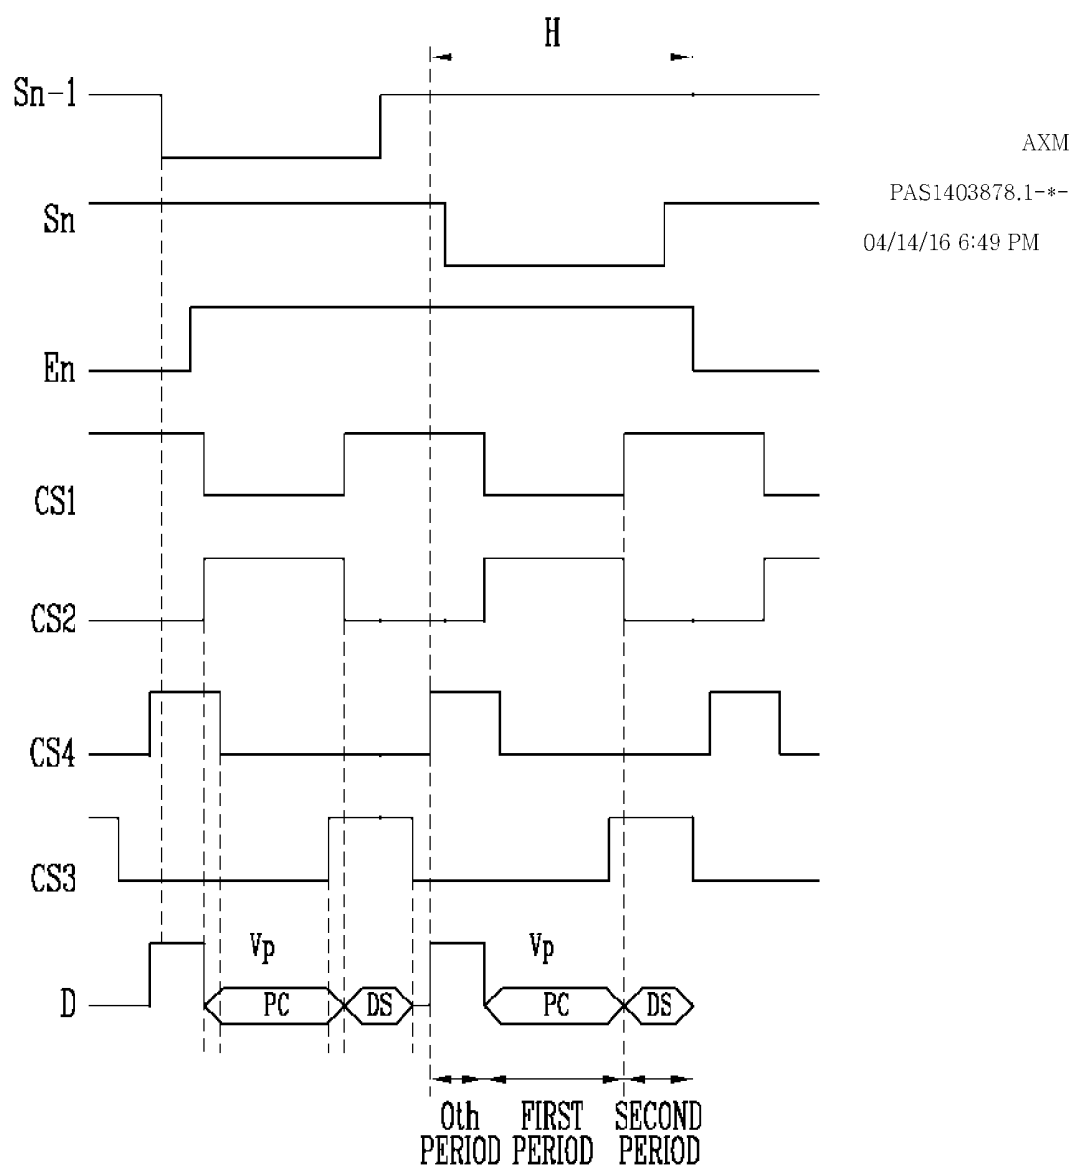 H
Sn-1
AXM
PAS1403878.1-*-
Sn
04/14/16 6:49 PM
En
CS1
CS2
CS4
CS3
Vp
Vp
D
PC
DS
PC
DS
0th PERIOD
FIRST PERIOD
SECOND PERIOD